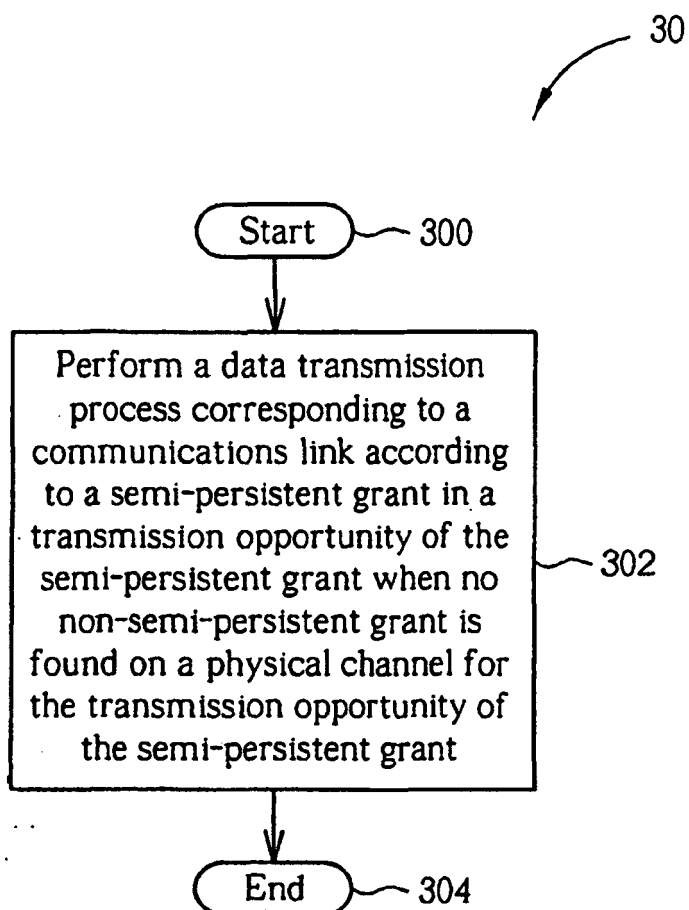 30
Start
300
Perform a data transmission
process corresponding to a
communications link according
to a semi-persistent grant in a
transmission opportunity of the
semi-persistent grant when no
non-semi-persistent grant is
found on a physical channel for
the transmission opportunity of
the semi-persistent grant
302
End
304